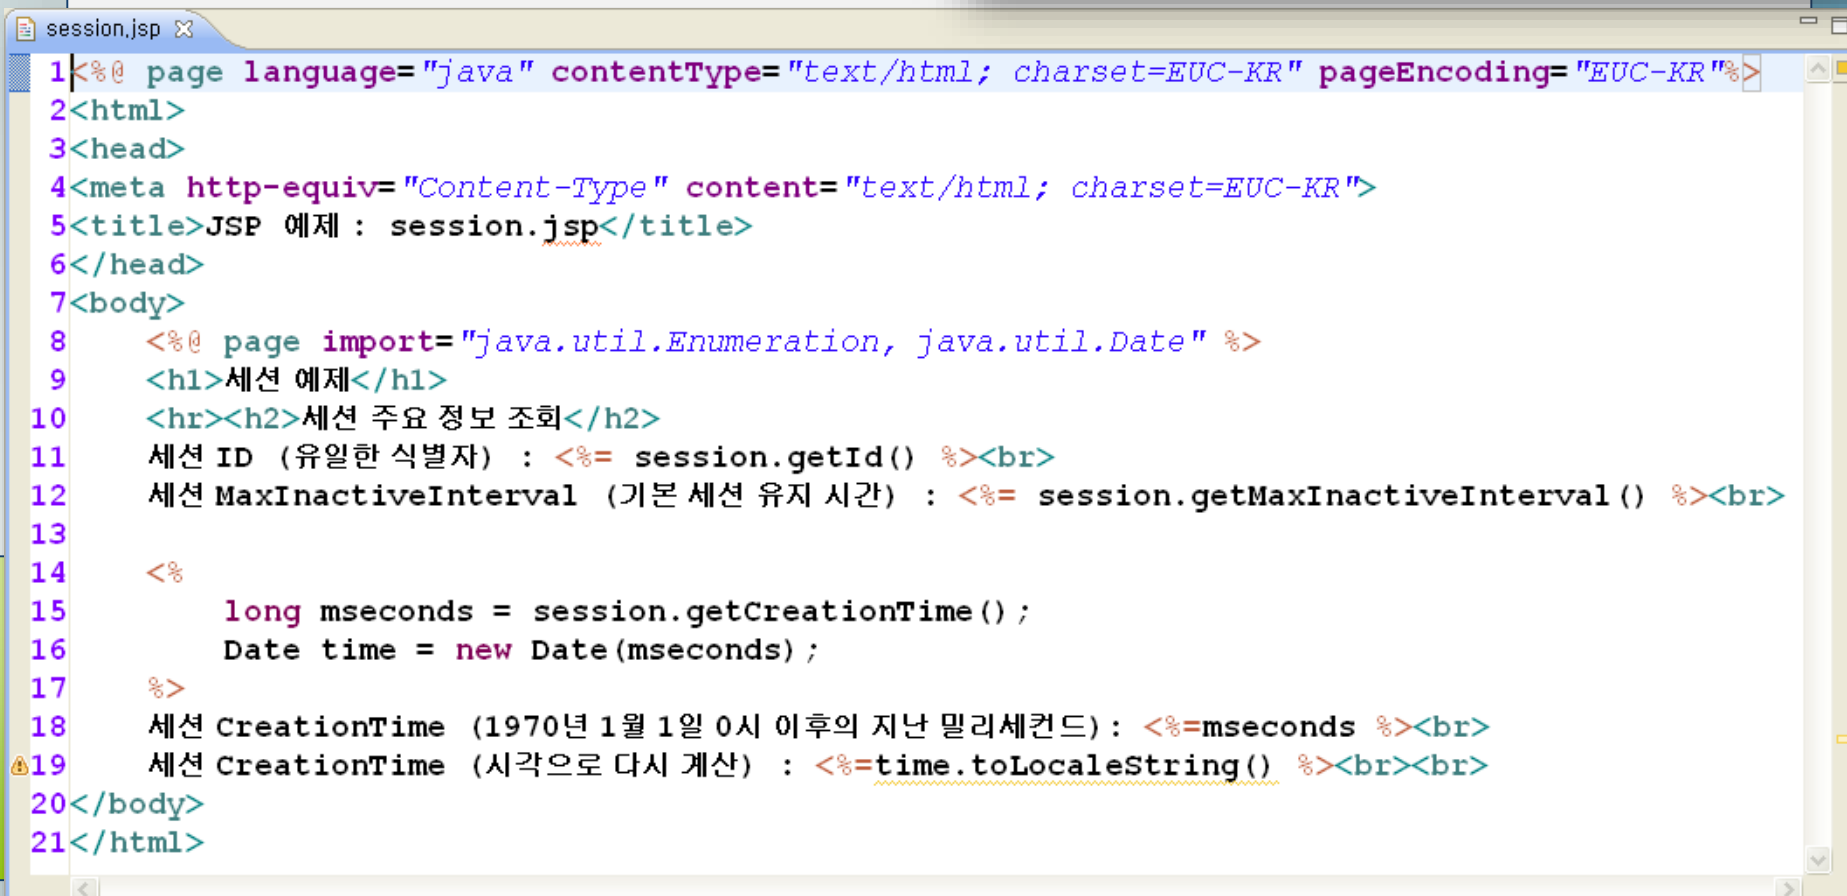 session.jsp
1<%@ page language="java" contentType="text/html; charset=EUC-KR" pageEncoding="EUC-KR"%>
2<html>
3<head>
4<meta http-equiv="Content-Type" content="text/html; charset=EUC-KR">
5<title>JSP 예제 : session.jsp</title>
6</head>
7<body>
8    <%@ page import="java.util.Enumeration, java.util.Date" %>
9    <h1>세션 예제</h1>
10    <hr><h2>세션 주요 정보 조회</h2>
11    세션 ID (유일한 식별자) : <%= session.getId() %><br>
12    세션 MaxInactiveInterval (기본 세션 유지 시간) : <%= session.getMaxInactiveInterval() %><br>
13
14    <%
15        long mseconds = session.getCreationTime();
16        Date time = new Date(mseconds);
17    %>
18    세션 CreationTime (1970년 1월 1일 0시 이후의 지난 밀리세컨드): <%=mseconds %><br>
19    세션 CreationTime (시각으로 다시 계산) : <%=time.toLocaleString() %><br><br>
20</body>
21</html>